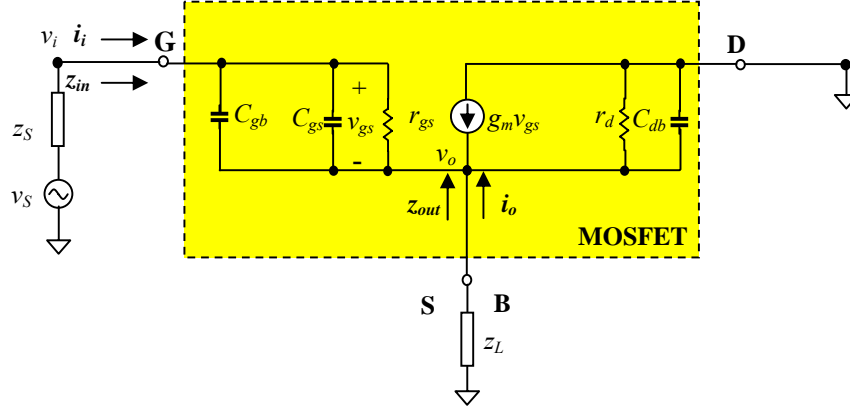 v_i i_i G D
z_in
z_S
v_S
C_gb C_gs + v_gs - r_gs g_m v_gs r_d C_db
v_o
z_out i_o
MOSFET
S B
z_L